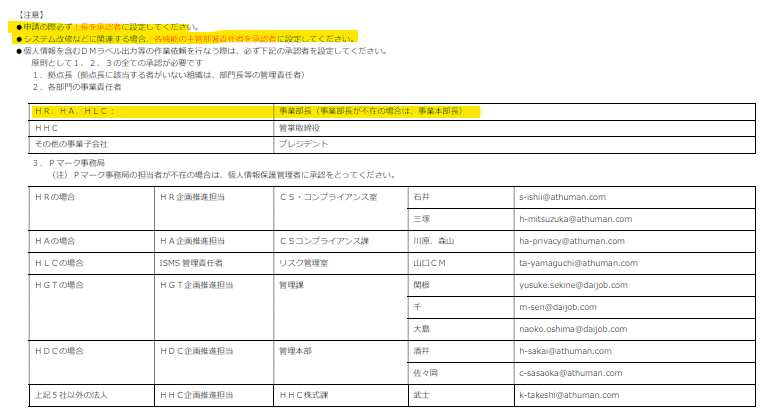 【注意】
●申請の際必ず上長を承認者に設定してください。
●システム改修などに関連する場合、各機能の主管部署責任者を承認者に設定してください。
●個人情報を含むＤＭラベル出力等の作業依頼を行なう際は、必ず下記の承認者を設定してください。
原則として１、２、３の全ての承認が必要です
１．拠点長（拠点長に該当する者がいない組織は、部門長等の管理責任者）
２．各部門の事業責任者
ＨＲ、ＨＡ、ＨＬＣ： 事業部長（事業部長が不在の場合は、事業本部長）
ＨＨＣ 管掌取締役
その他の事業子会社 プレジデント
３．Ｐマーク事務局
（注）Ｐマーク事務局の担当者が不在の場合は、個人情報保護管理者に承認をとってください。
ＨＲの場合 ＨＲ企画推進担当 ＣＳ・コンプライアンス室 石井 s-ishii@athuman.com
三塚 h-mitsuzuka@athuman.com
ＨＡの場合 ＨＡ企画推進担当 ＣＳコンプライアンス課 川原、森山 ha-privacy@athuman.com
ＨＬＣの場合 ISMS管理責任者 リスク管理室 山口ＣＭ ta-yamaguchi@athuman.com
ＨＧＴの場合 ＨＧＴ企画推進担当 管理課 関根 yusuke.sekine@daijob.com
千 m-sen@daijob.com
大島 naoko.oshima@daijob.com
ＨＤＣの場合 ＨＤＣ企画推進担当 管理本部 酒井 h-sakai@athuman.com
佐々岡 c-sasaoka@athuman.com
上記５社以外の法人 ＨＨＣ企画推進担当 ＨＨＣ株式課 武士 k-takeshi@athuman.com